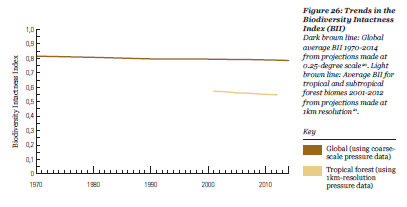 Biodiversity Intactness Index
1,0
0,9
0,8
0,7
0,6
0,5
0,4
0,3
0,2
0,1
0
1970
1980
1990
2000
2010
Figure 26: Trends in the
Biodiversity Intactness
Index (BII)
Dark brown line: Global
average BII 1970-2014
from projections made at
0.25-degree scale
brown line: Average BII for
tropical and subtropical
forest biomes 2001-2012
from projections made at
1km resolution
Key
Global (using coarse-
scale pressure data)
Tropical forest (using
1km-resolution
pressure data)